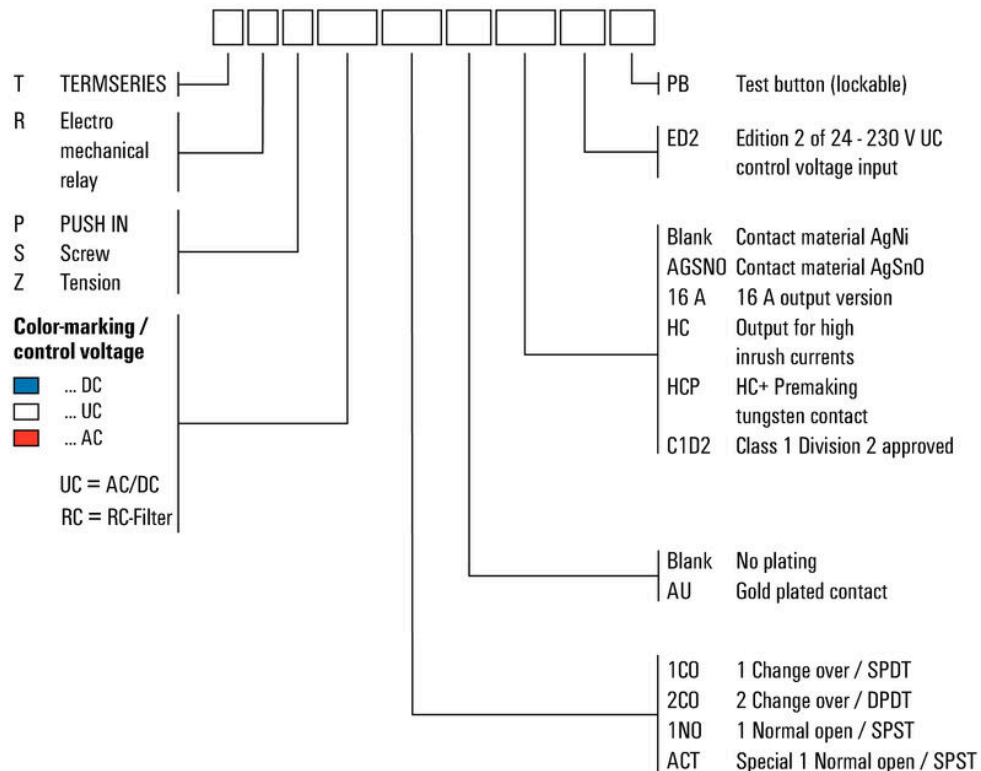 T TERMSERIES
R Electro
mechanical
relay
P PUSH IN
S Screw
Z Tension
Color-marking /
control voltage
... DC
... UC
... AC
UC = AC/DC
RC = RC-Filter
PB Test button (lockable)
ED2 Edition 2 of 24 - 230 V UC
control voltage input
Blank Contact material AgNi
AGSNO Contact material AgSnO
16 A 16 A output version
HC Output for high
inrush currents
HCP HC+ Premaking
tungsten contact
C1D2 Class 1 Division 2 approved
Blank No plating
AU Gold plated contact
1CO 1 Change over / SPDT
2CO 2 Change over / DPDT
1NO 1 Normal open / SPST
ACT Special 1 Normal open / SPST